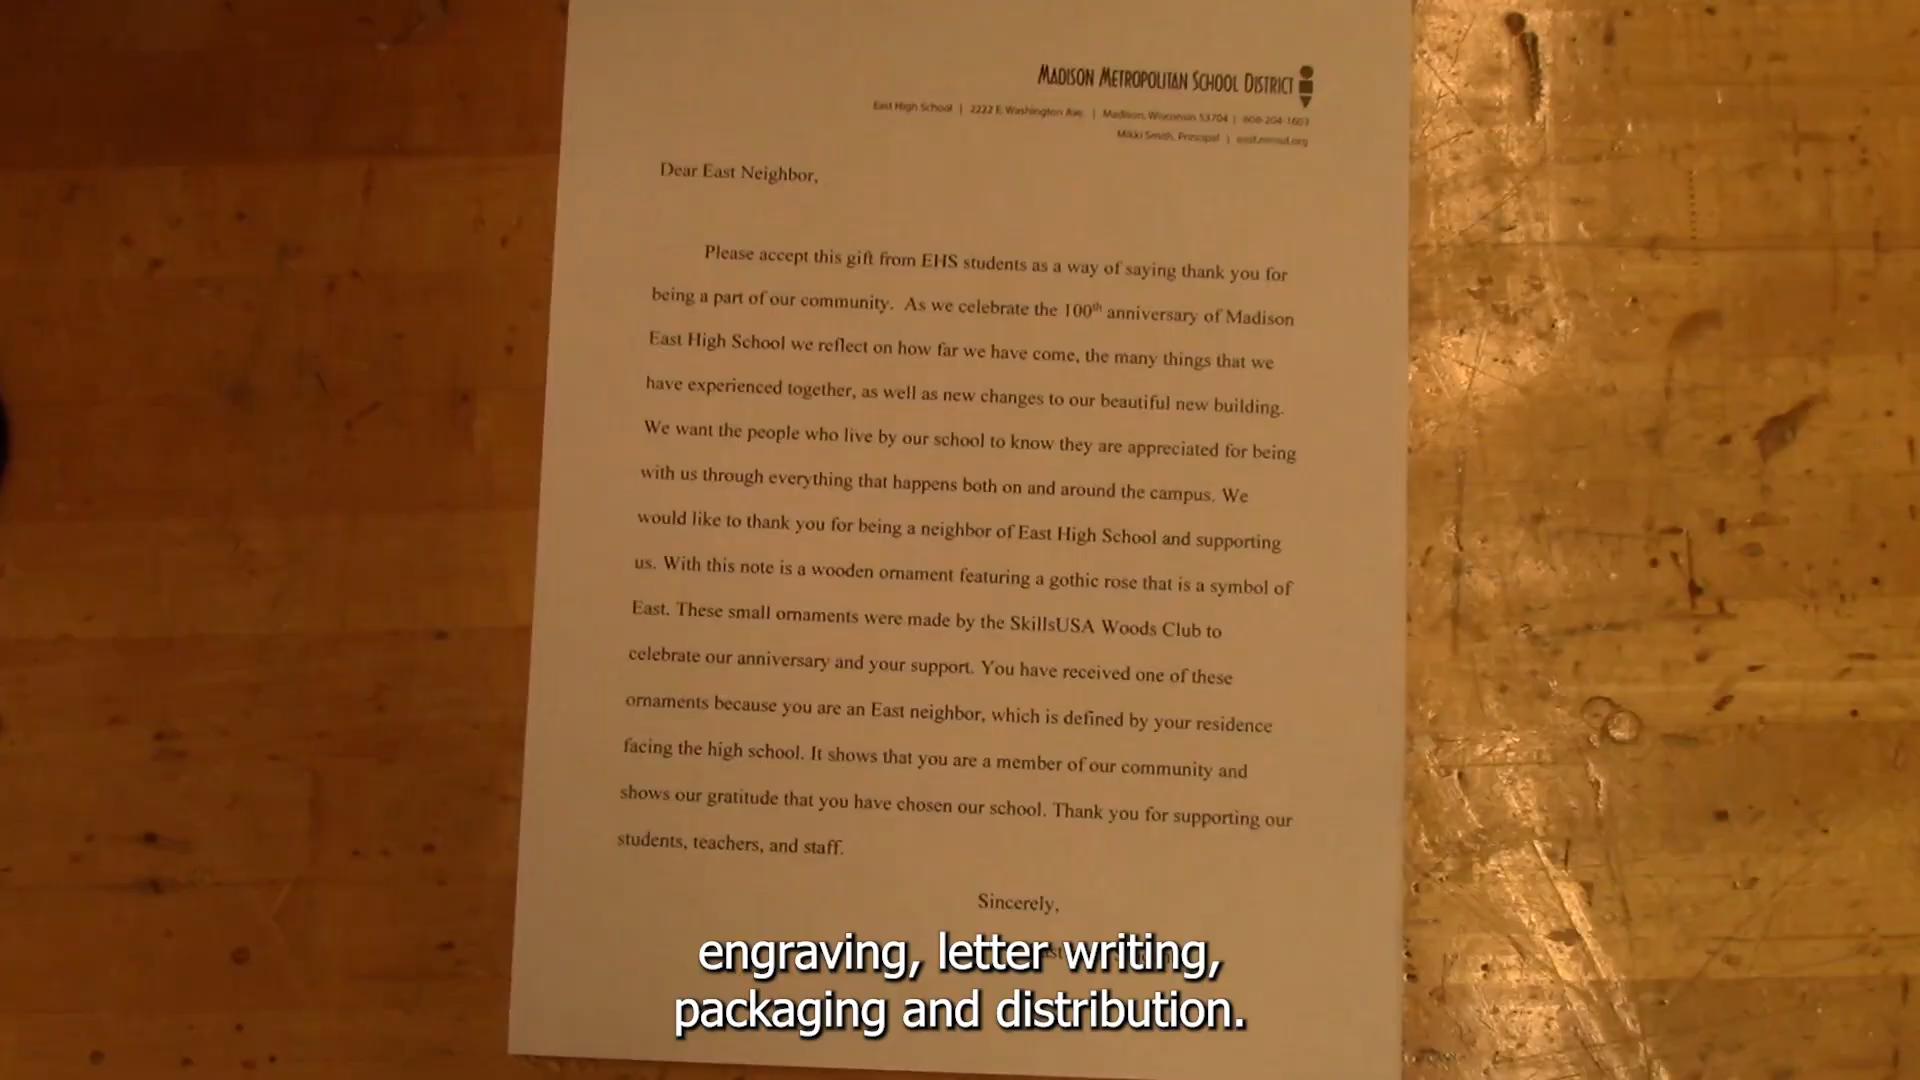 MADISON METROPOLITAN SCHOOL DISTRICT
East High School | 2222 E. Washington Ave. | Madison, Wisconsin 53704 | 608-204-1603
Mikki Smith, Principal | east.mmsd.org
Dear East Neighbor,
Please accept this gift from EHS students as a way of saying thank you for
being a part of our community. As we celebrate the 100th anniversary of Madison
East High School we reflect on how far we have come, the many things that we
have experienced together, as well as new changes to our beautiful new building.
We want the people who live by our school to know they are appreciated for being
with us through everything that happens both on and around the campus. We
would like to thank you for being a neighbor of East High School and supporting
us. With this note is a wooden ornament featuring a gothic rose that is a symbol of
East. These small ornaments were made by the SkillsUSA Woods Club to
celebrate our anniversary and your support. You have received one of these
ornaments because you are an East neighbor, which is defined by your residence
facing the high school. It shows that you are a member of our community and
shows our gratitude that you have chosen our school. Thank you for supporting our
students, teachers, and staff.
Sincerely,
engraving, letter writing,
packaging and distribution.